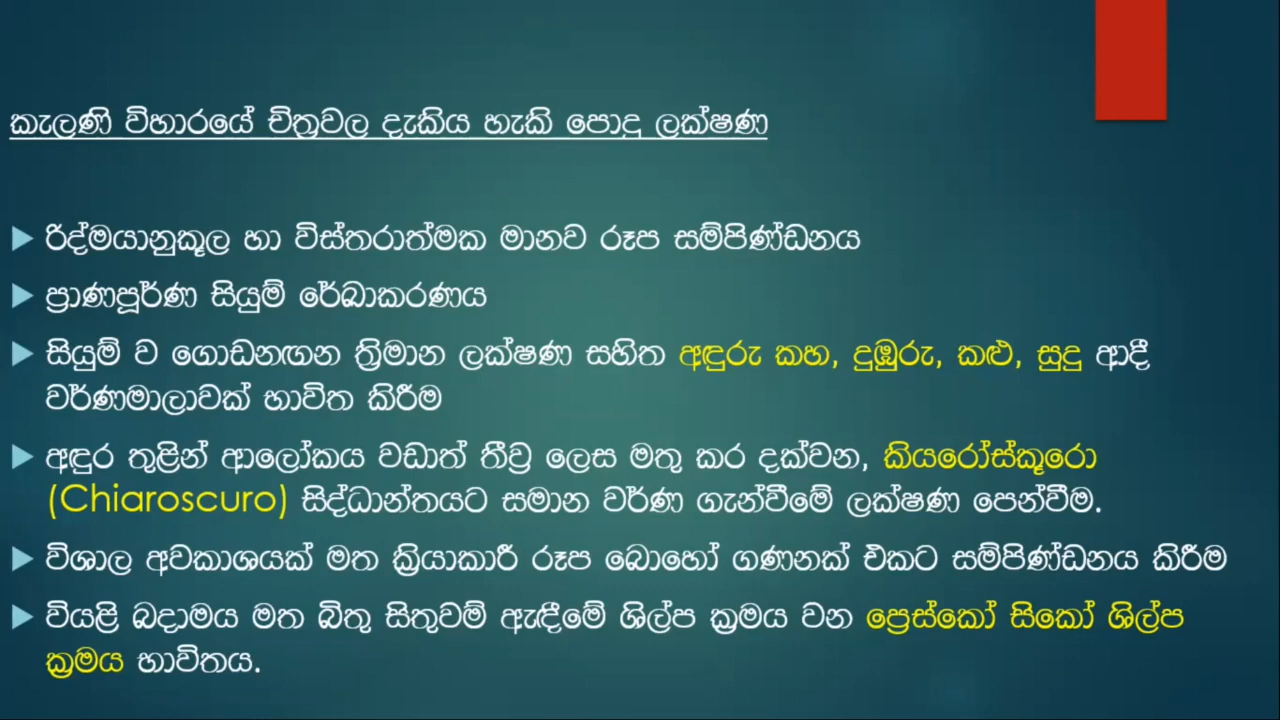 කැලණි විහාරයේ චිත්‍රවල දැකිය හැකි පොදු ලක්ෂණ
රිද්මයානුකූල හා විස්තරාත්මක මානව රූප සම්පිණ්ඩනය
ප්‍රාණපූර්ණ සියුම් රේඛාකරණය
සියුම් ව ගොඩනඟන ත්‍රිමාන ලක්ෂණ සහිත අඳුරු කහ, දුඹුරු, කළු, සුදු ආදී
වර්ණමාලාවක් භාවිත කිරීම
අඳුර තුළින් ආලෝකය වඩාත් තීව්‍ර ලෙස මතු කර දක්වන, කියරෝස්කූරො
(Chiaroscuro) සිද්ධාන්තයට සමාන වර්ණ ගැන්වීමේ ලක්ෂණ පෙන්වීම.
විශාල අවකාශයක් මත ක්‍රියාකාරී රූප බොහෝ ගණනක් එකට සම්පිණ්ඩනය කිරීම
වියළි බදාමය මත බිතු සිතුවම් ඇඳීමේ ශිල්ප ක්‍රමය වන ප්‍රෙස්කෝ සිකෝ ශිල්ප
ක්‍රමය භාවිතය.